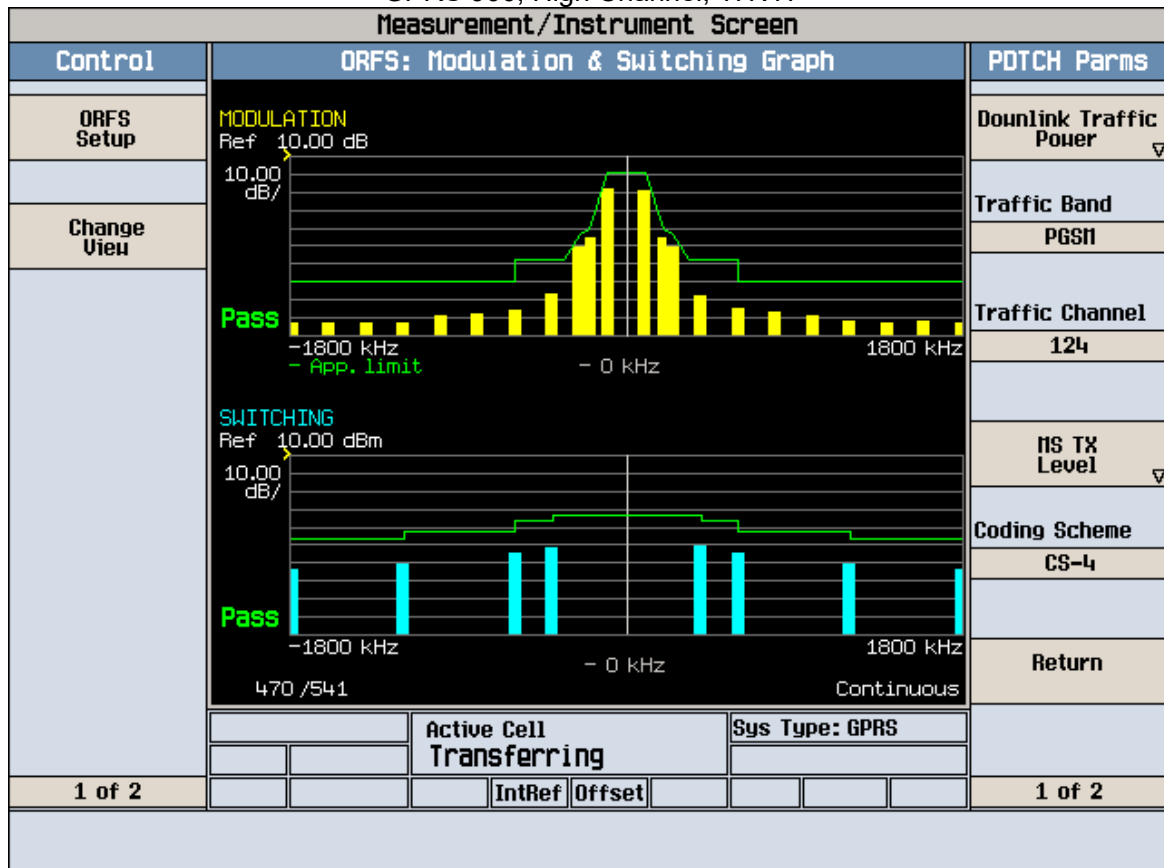 Measurement/Instrument Screen
Control
ORFS: Modulation & Switching Graph
PDTCH Parms
ORFS
Setup
Change
View
1 of 2
MODULATION
Ref 10.00 dB
10.00
dB/
Pass
-1800 kHz
1800 kHz
- App. limit
- 0 kHz
SWITCHING
Ref 10.00 dBm
10.00
dB/
Pass
-1800 kHz
1800 kHz
- 0 kHz
470 /541
Continuous
Active Cell
Transferring
Sys Type: GPRS
IntRef
Offset
Downlink Traffic
Power
Traffic Band
PGSM
Traffic Channel
124
MS TX
Level
Coding Scheme
CS-4
Return
1 of 2